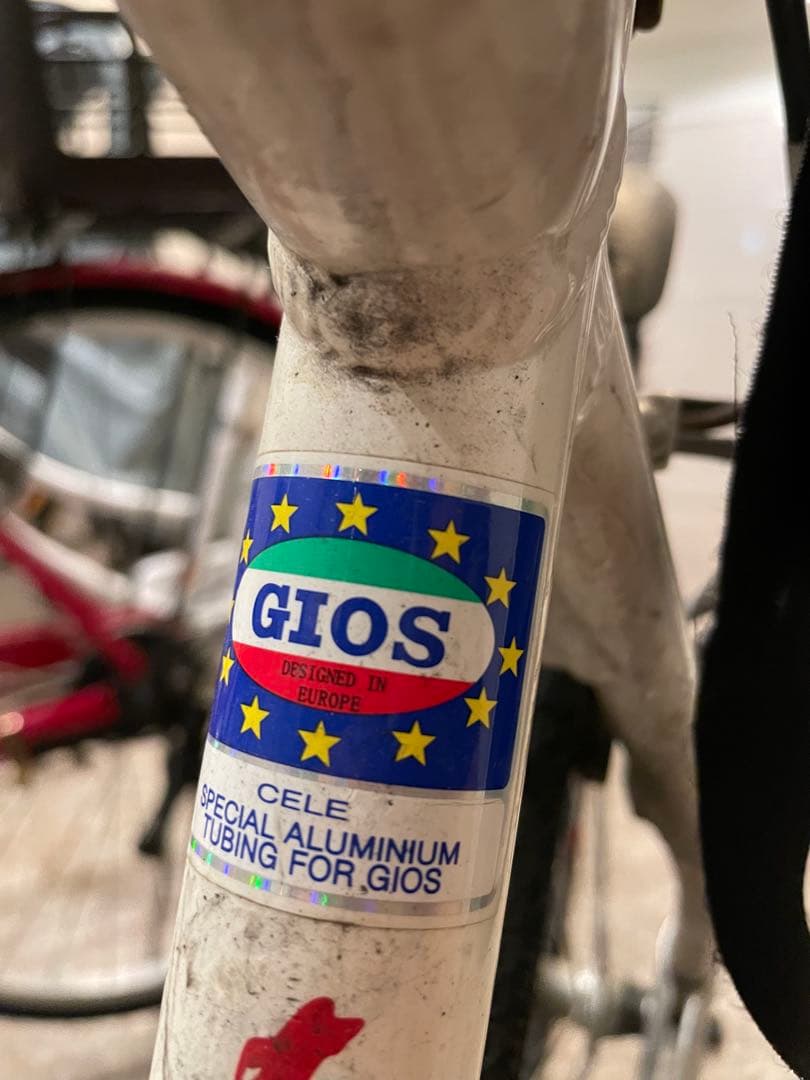 GIOS
DESIGNED IN
EUROPE
CELE
SPECIAL ALUMINIUM
TUBING FOR GIOS